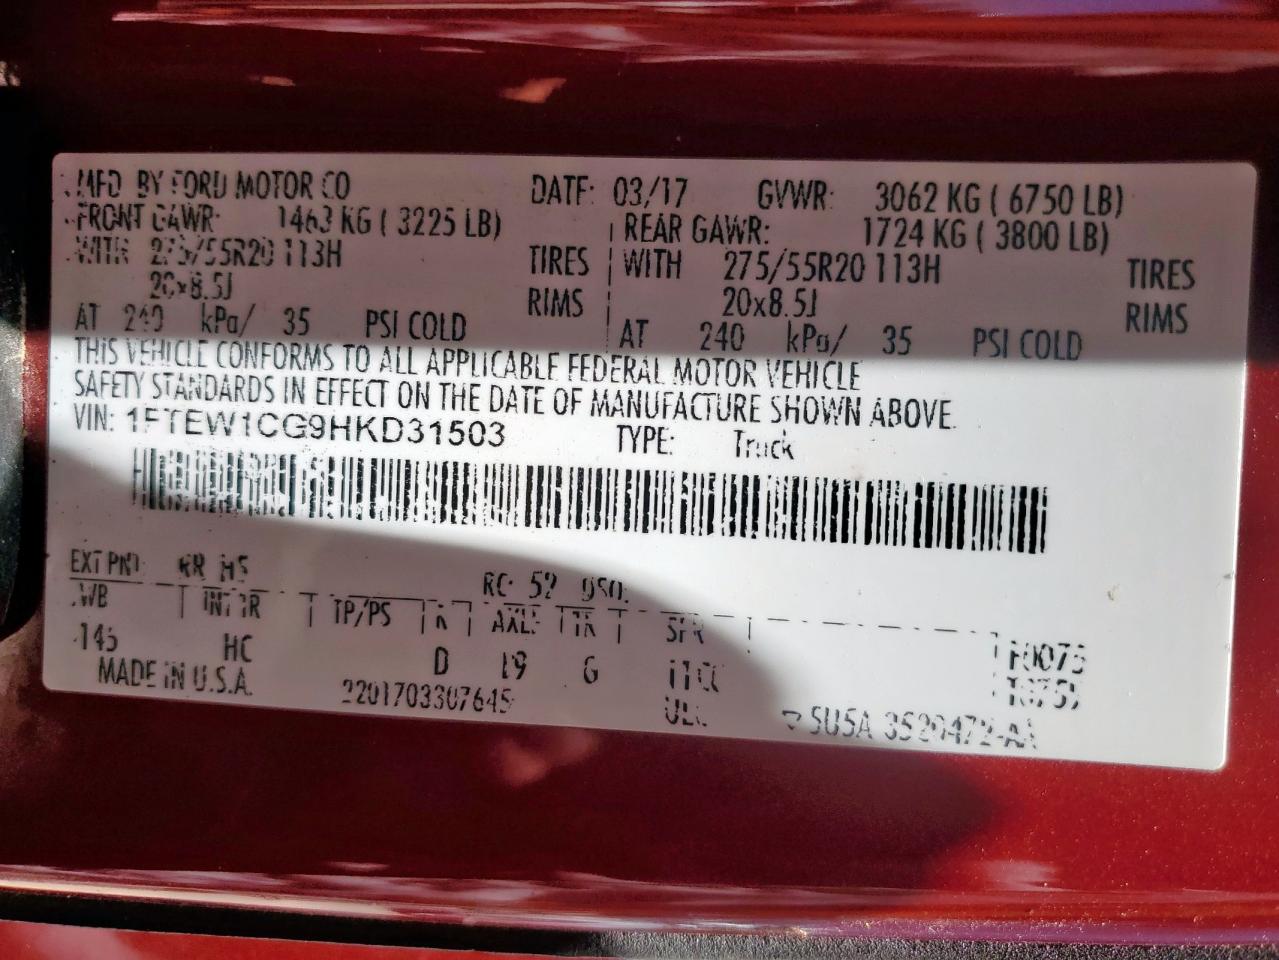 MFD BY FORD MOTOR CO DATE: 03/17 GVWR: 3062 KG ( 6750 LB)
FRONT GAWR: 1463 KG ( 3225 LB) REAR GAWR: 1724 KG ( 3800 LB)
WITH 275/55R20 113H TIRES WITH 275/55R20 113H TIRES
20x8.5J RIMS 20x8.5J RIMS
AT 240 kPa/ 35 PSI COLD AT 240 kPa/ 35 PSI COLD
THIS VEHICLE CONFORMS TO ALL APPLICABLE FEDERAL MOTOR VEHICLE
SAFETY STANDARDS IN EFFECT ON THE DATE OF MANUFACTURE SHOWN ABOVE.
VIN: 1FTEW1CG9HKD31503 TYPE: Truck
EXT PNT: RR RC: 52
WB INT TR TP/PS R AXLE TR SPR
145 HC D 19 G
MADE IN U.S.A. 2201703307645